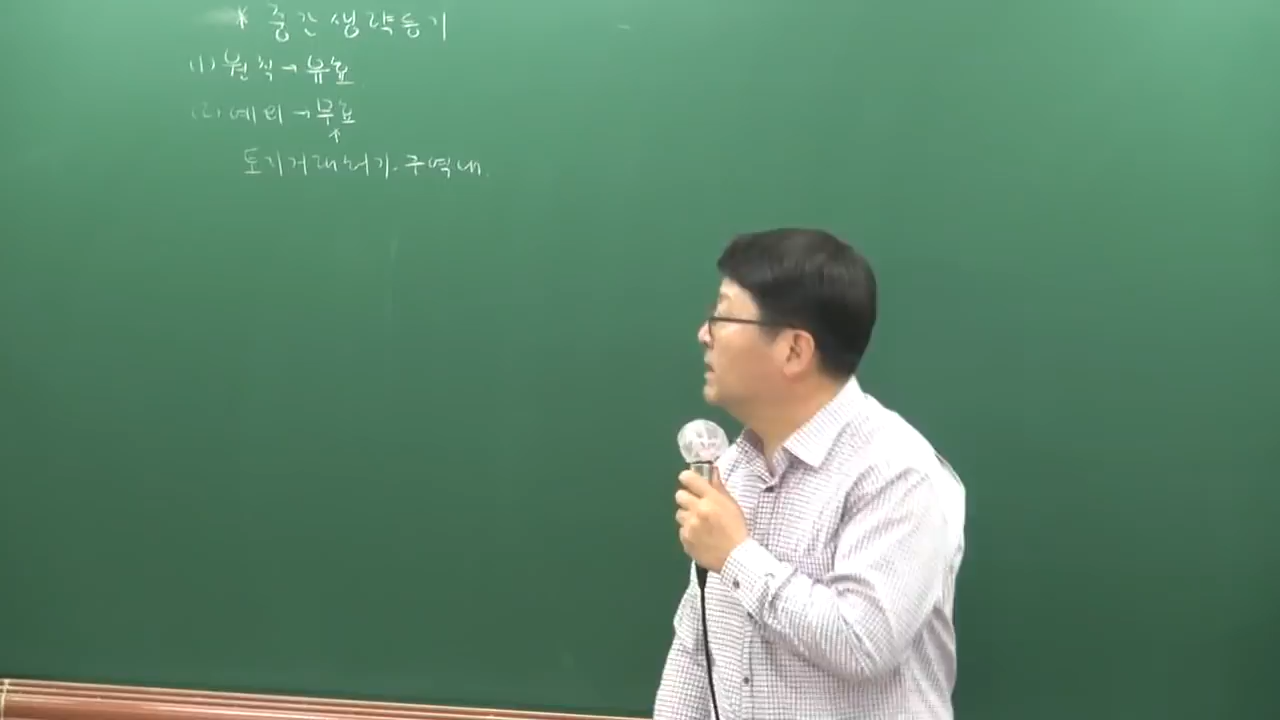 * 중간생략등기
(1) 원칙 → 유효
(2) 예외 → 무효
토지거래허가구역내.